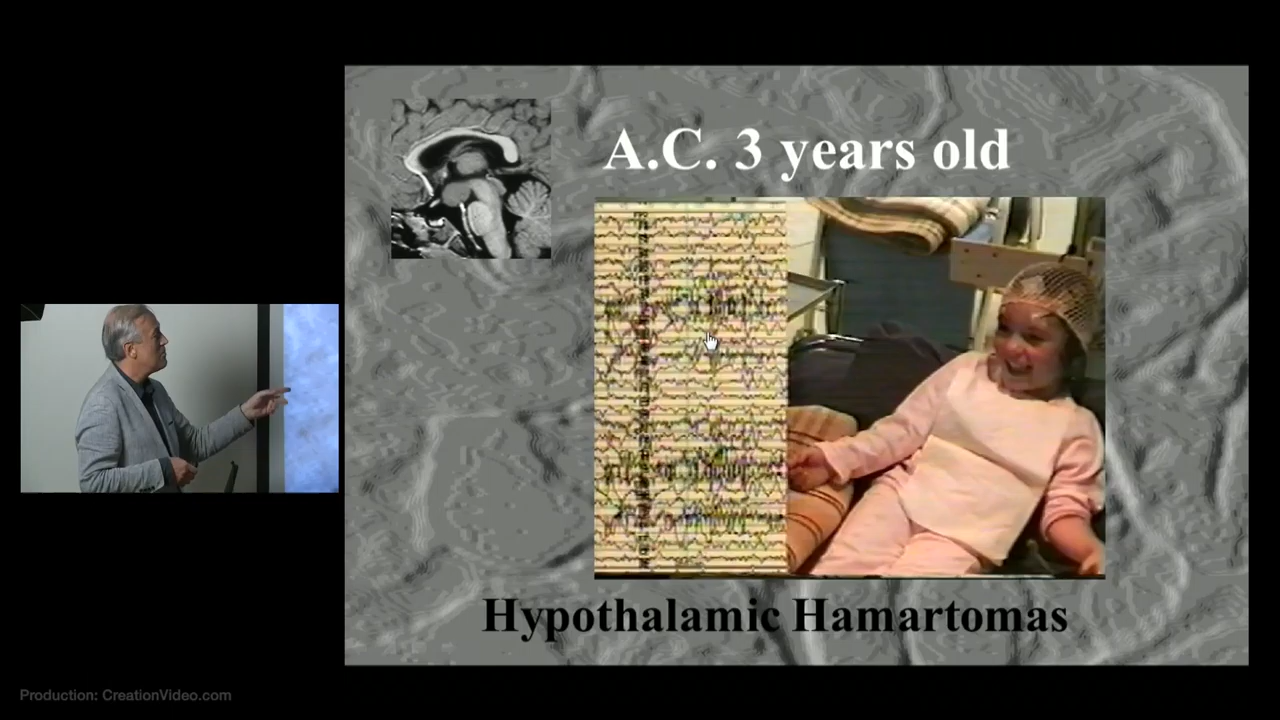 A.C. 3 years old
Hypothalamic Hamartomas
Production: CreationVideo.com